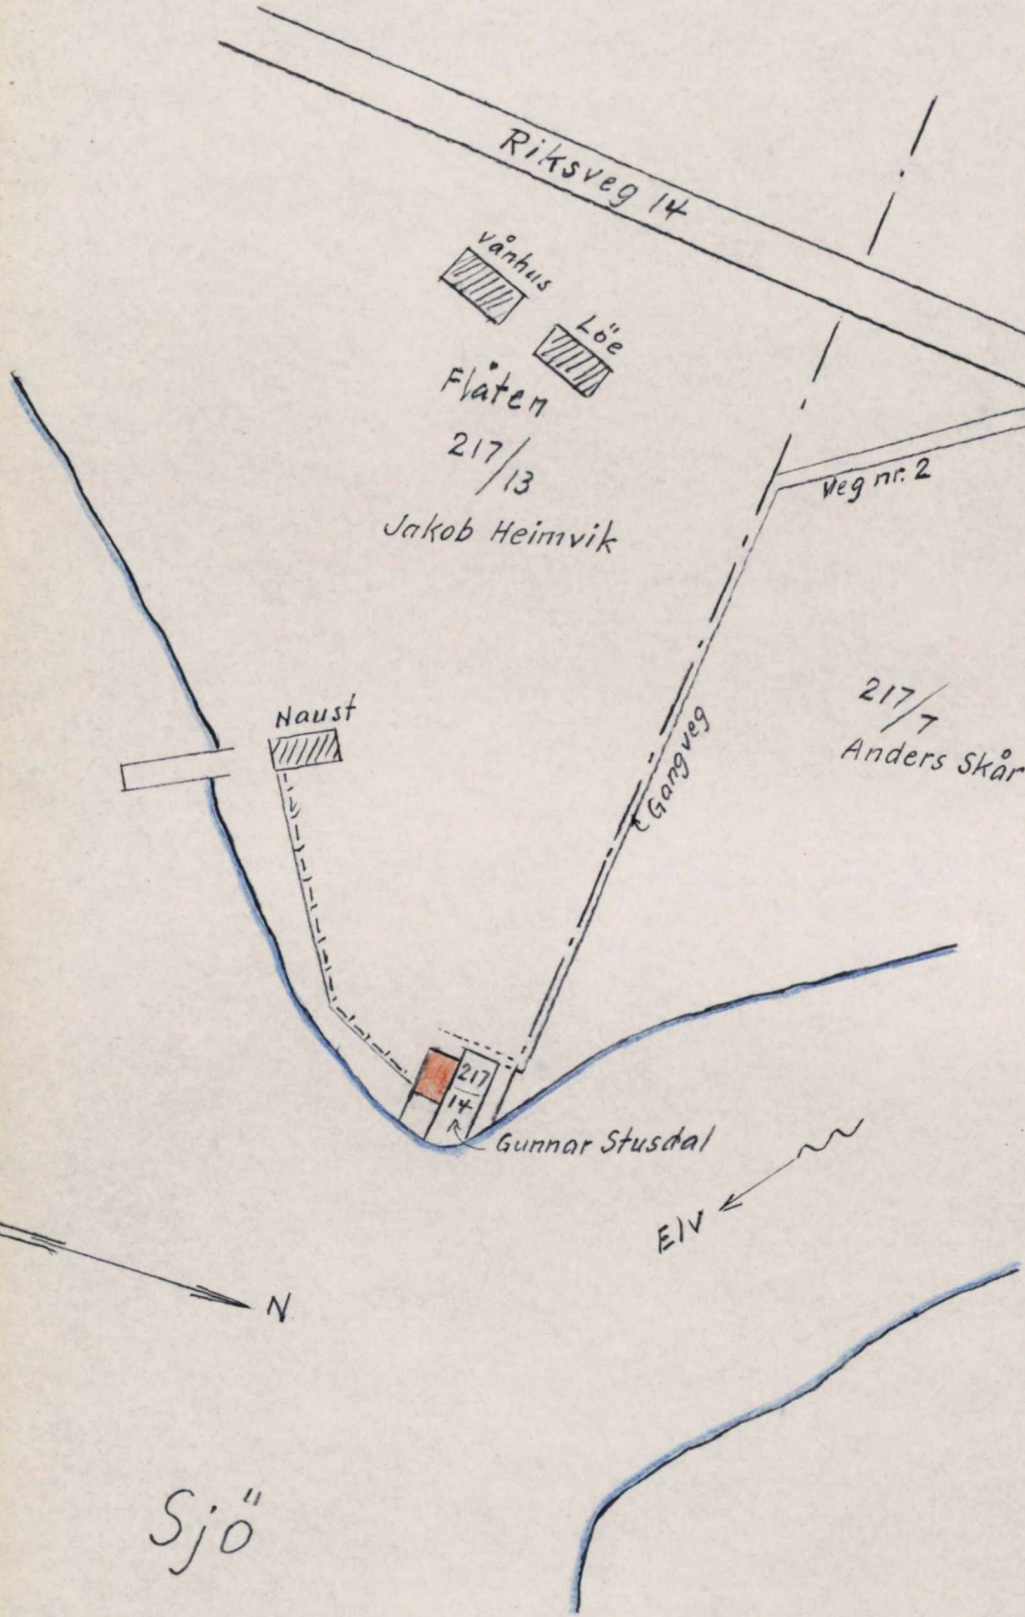 Riksveg 14
Vånhus
Löe
Flåten
217/13
Jakob Heimvik
Veg nr. 2
Naust
217/7
Anders Skår
Gangveg
217
14
Gunnar Stusdal
Elv
N
Sjö